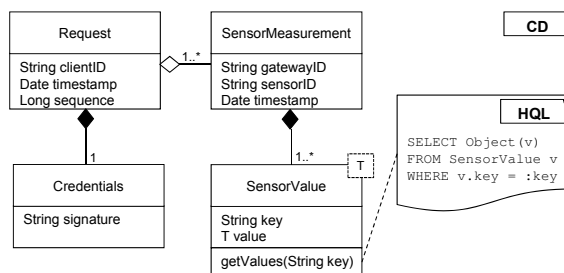 Request
String clientID
Date timestamp
Long sequence
1..*
SensorMeasurement
String gatewayID
String sensorID
Date timestamp
CD
1
Credentials
String signature
1..*
SensorValue
T
String key
T value
getValues(String key)
HQL
SELECT Object(v)
FROM SensorValue v
WHERE v.key = :key